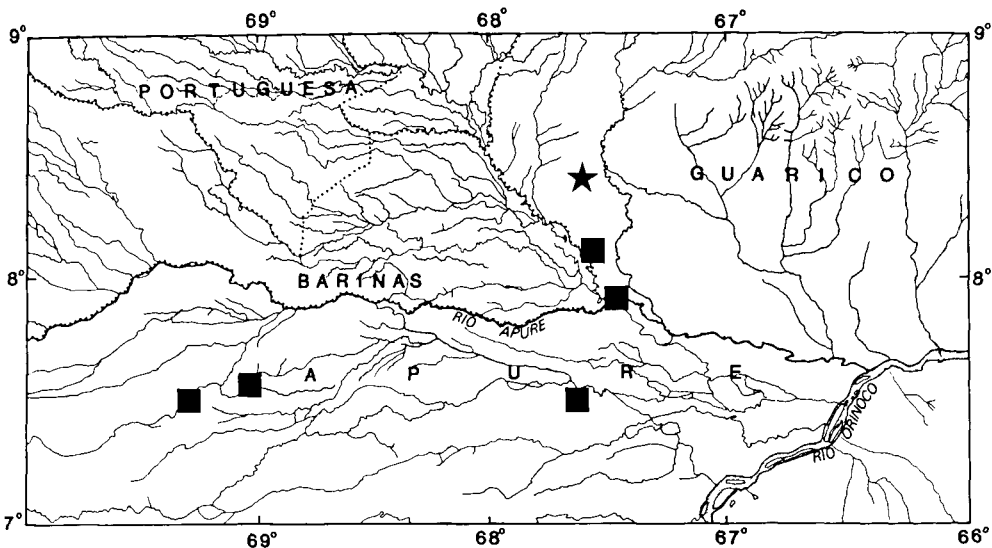 69° 68° 67°
9° 9°
PORTUGUESA
GUARICO
8° BARINAS 8°
RIO APURE
APURE
RIO ORINOCO
7°
69° 68° 67° 66°